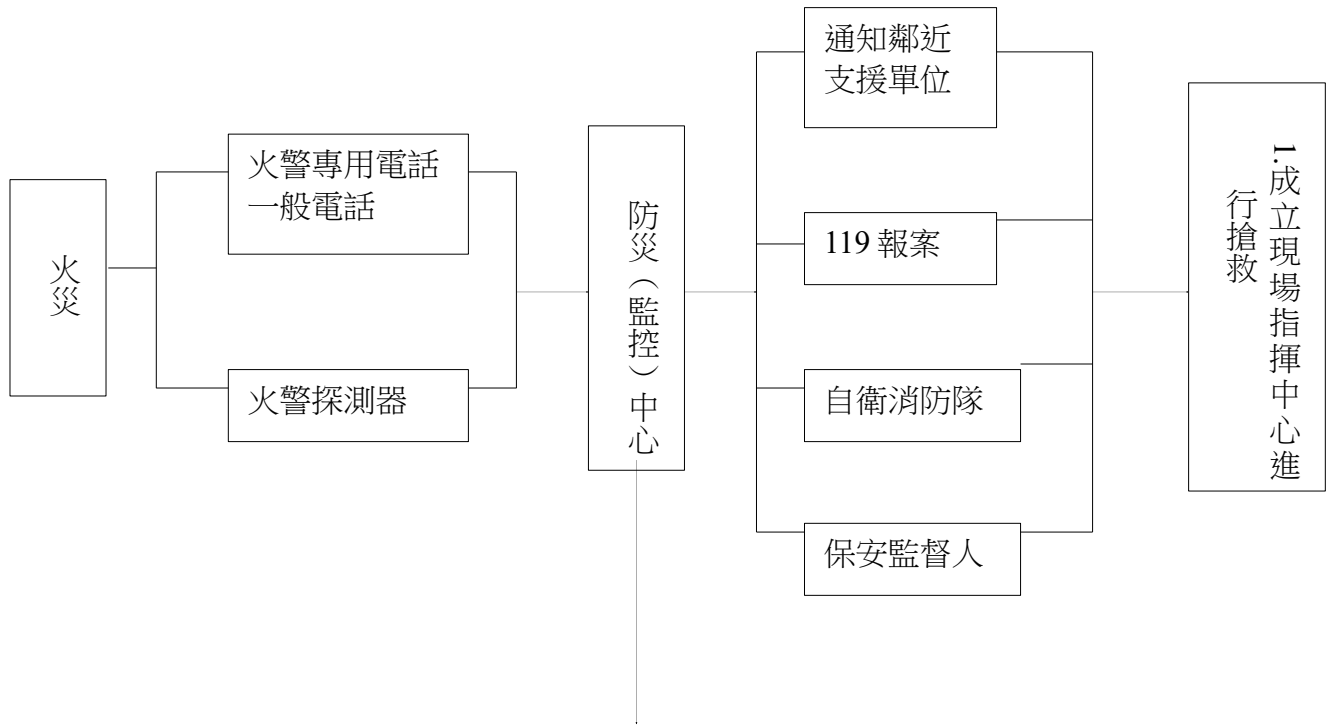 火災
火警專用電話
一般電話
火警探測器
防災（監控）中心
通知鄰近
支援單位
119 報案
自衛消防隊
保安監督人
1.成立現場指揮中心進
行搶救